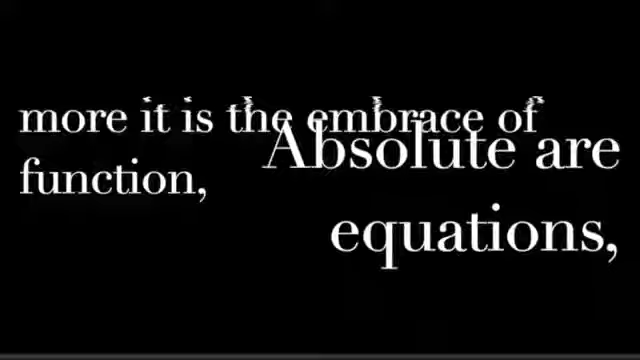 more it is the embrace of
function,
Absolute are
equations,